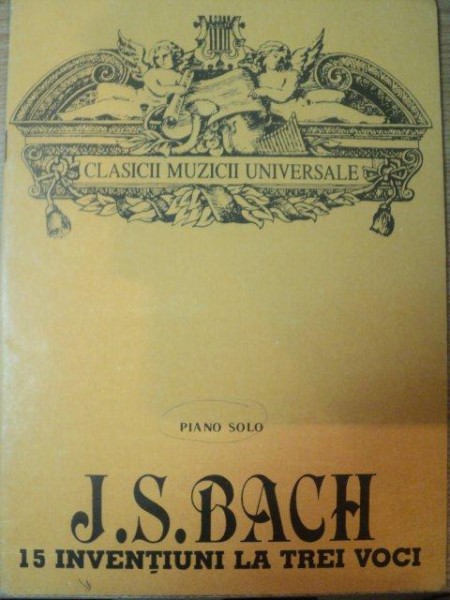 CLASICII MUZICII UNIVERSALE
PIANO SOLO
J.S.BACH
15 INVENȚIUNI LA TREI VOCI